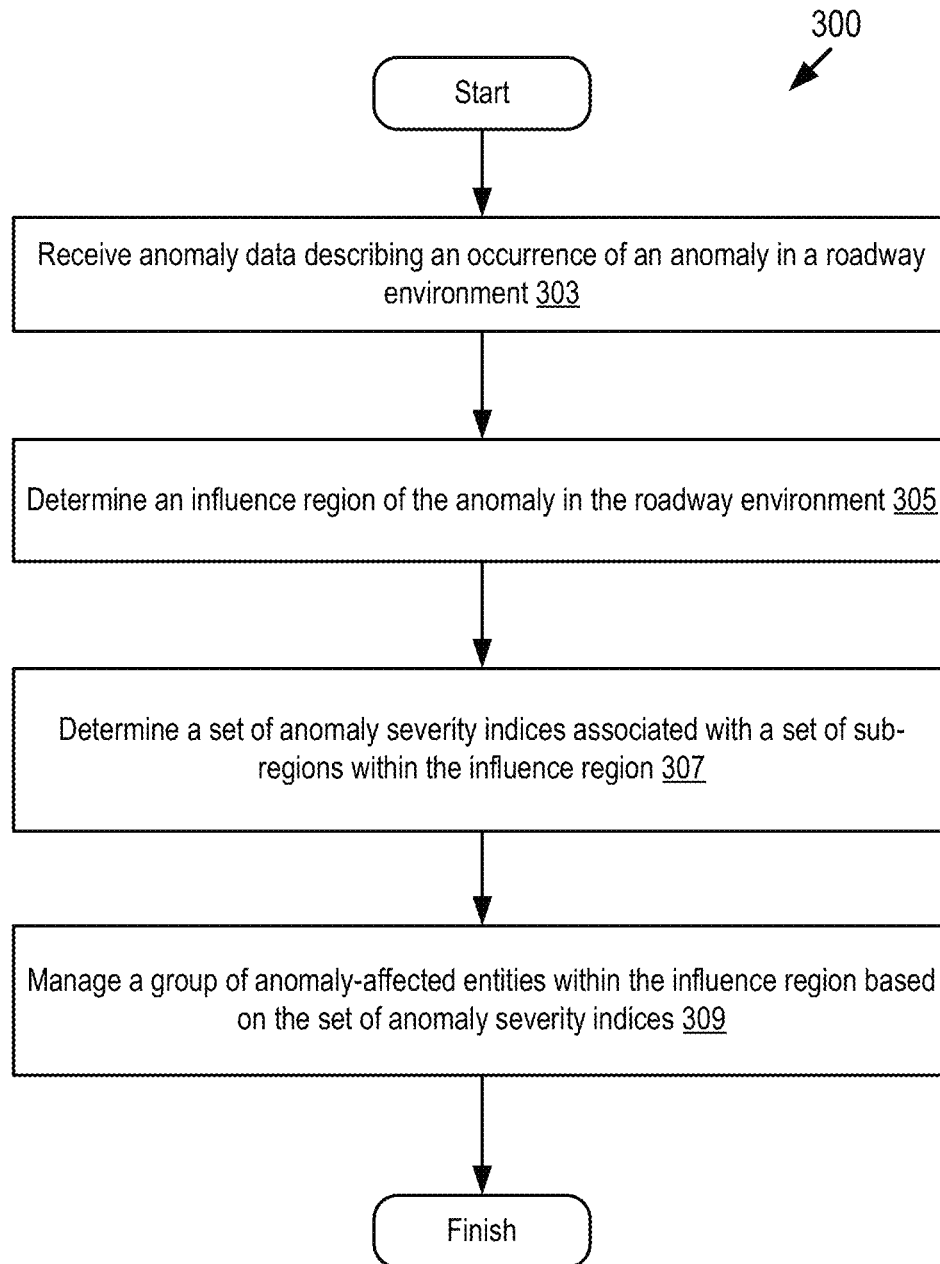 300
Start
Receive anomaly data describing an occurrence of an anomaly in a roadway
environment 303
Determine an influence region of the anomaly in the roadway environment 305
Determine a set of anomaly severity indices associated with a set of sub-
regions within the influence region 307
Manage a group of anomaly-affected entities within the influence region based
on the set of anomaly severity indices 309
Finish